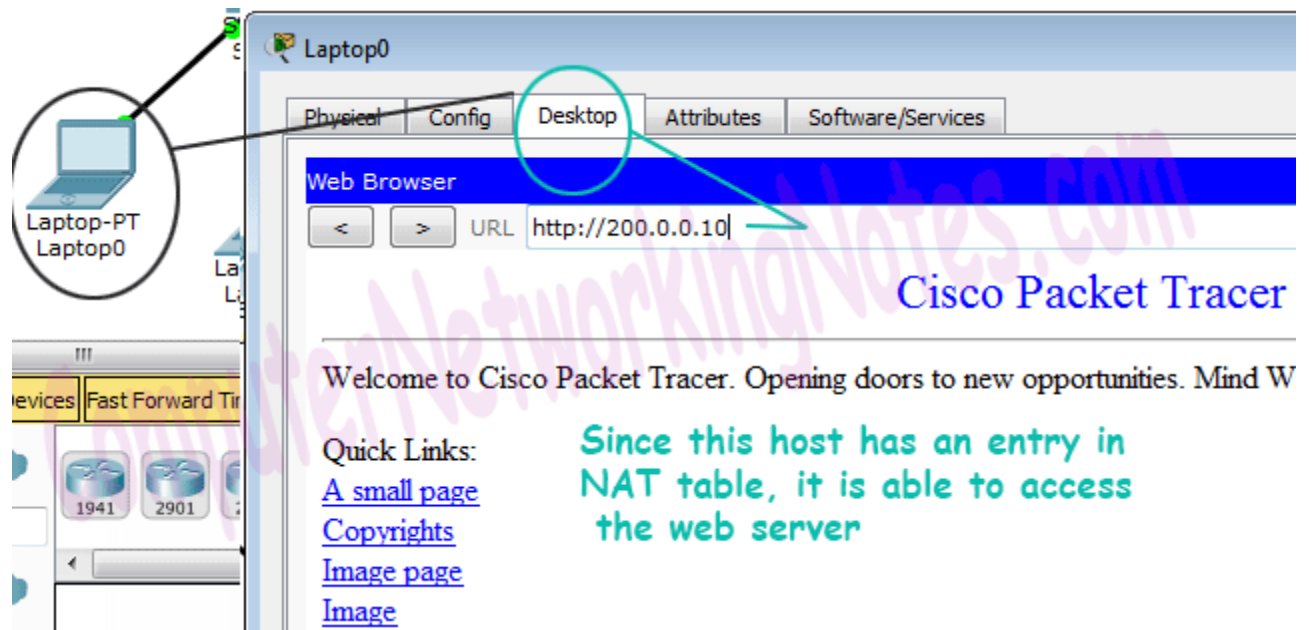 Laptop0
Physical Config Desktop Attributes Software/Services
Web Browser
< > URL http://200.0.0.10
Laptop-PT
Laptop0
Cisco Packet Tracer
Welcome to Cisco Packet Tracer. Opening doors to new opportunities. Mind W
Quick Links:
A small page
Copyrights
Image page
Image
Since this host has an entry in
NAT table, it is able to access
the web server
evices Fast Forward Ti
1941 2901
ComputerNetworkingNotes.com